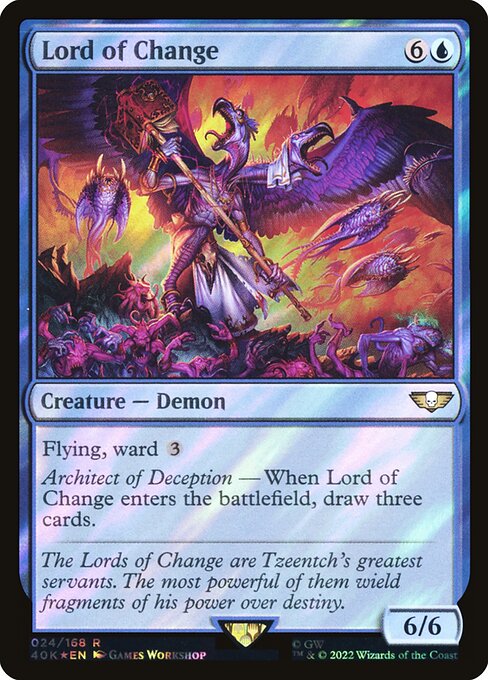 Lord of Change 6
Creature — Demon
Flying, ward 3
Architect of Deception — When Lord of
Change enters the battlefield, draw three
cards.
The Lords of Change are Tzeentch's greatest
servants. The most powerful of them wield
fragments of his power over destiny.
6/6
024/168 R
40K★EN Games Workshop
© GW
™ & © 2022 Wizards of the Coast